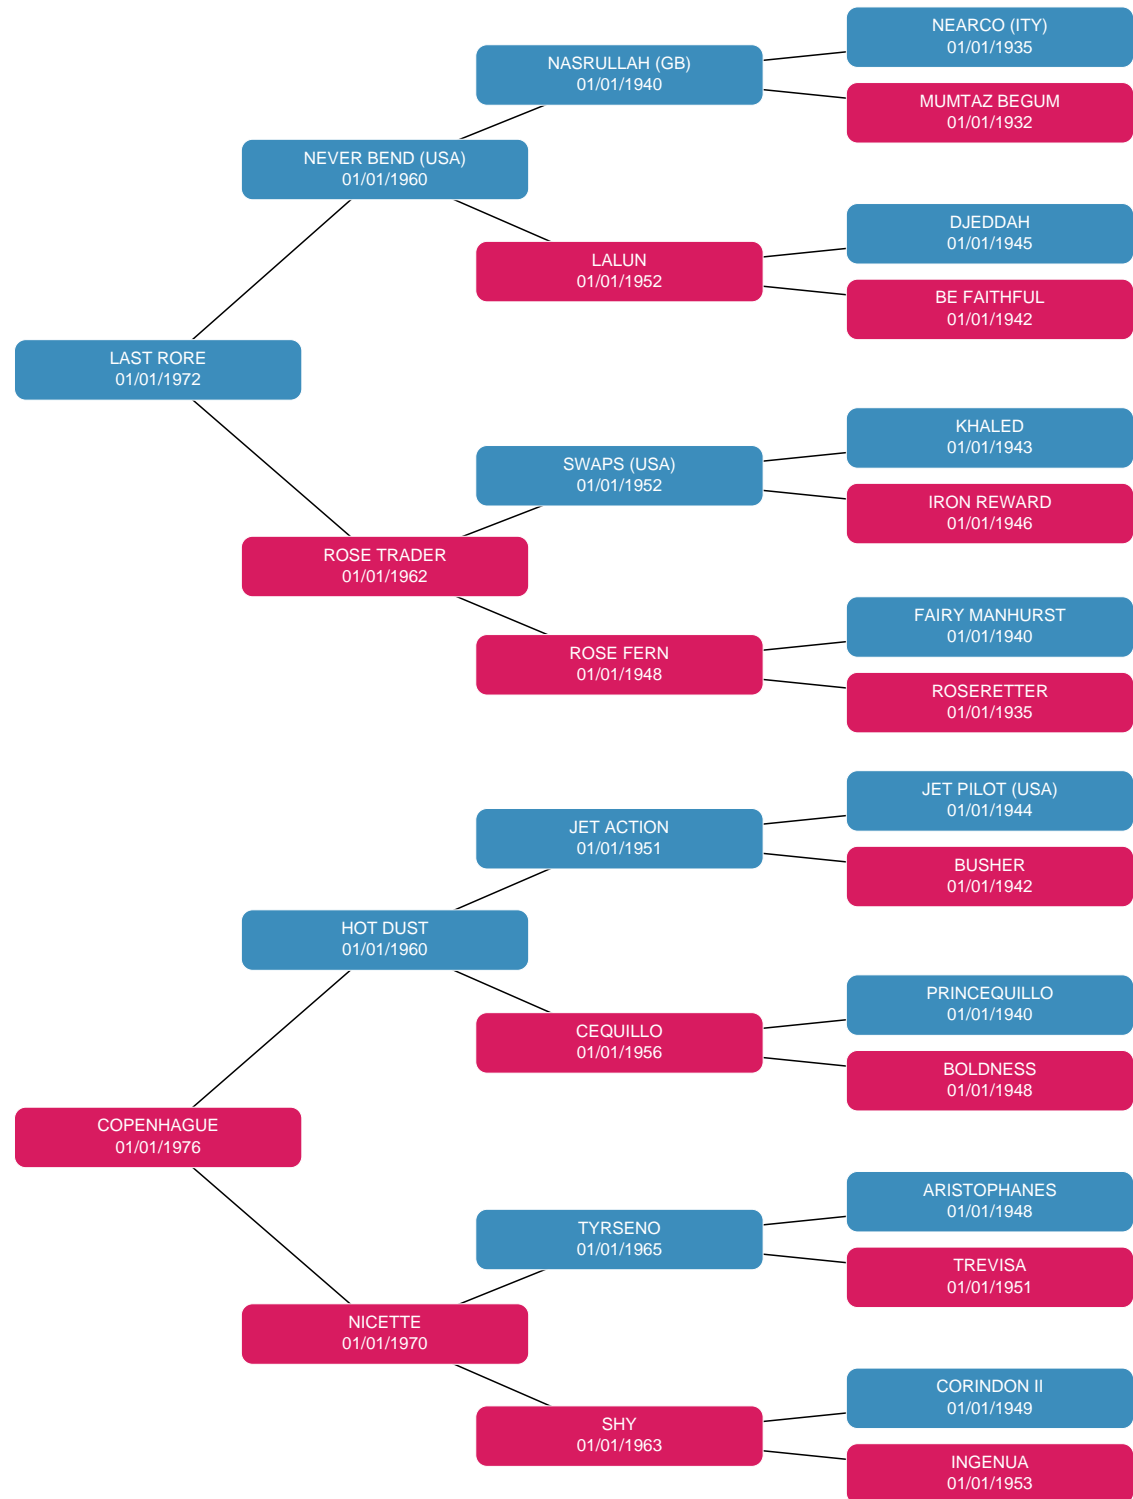 NEARCO (ITY)
01/01/1935
NASRULLAH (GB)
01/01/1940
MUMTAZ BEGUM
01/01/1932
NEVER BEND (USA)
01/01/1960
DJEDDAH
01/01/1945
LALUN
01/01/1952
BE FAITHFUL
01/01/1942
LAST RORE
01/01/1972
KHALED
01/01/1943
SWAPS (USA)
01/01/1952
IRON REWARD
01/01/1946
ROSE TRADER
01/01/1962
FAIRY MANHURST
01/01/1940
ROSE FERN
01/01/1948
ROSERETTER
01/01/1935
JET PILOT (USA)
01/01/1944
JET ACTION
01/01/1951
BUSHER
01/01/1942
HOT DUST
01/01/1960
PRINCEQUILLO
01/01/1940
CEQUILLO
01/01/1956
BOLDNESS
01/01/1948
COPENHAGUE
01/01/1976
ARISTOPHANES
01/01/1948
TYRSENO
01/01/1965
TREVISA
01/01/1951
NICETTE
01/01/1970
CORINDON II
01/01/1949
SHY
01/01/1963
INGENUA
01/01/1953